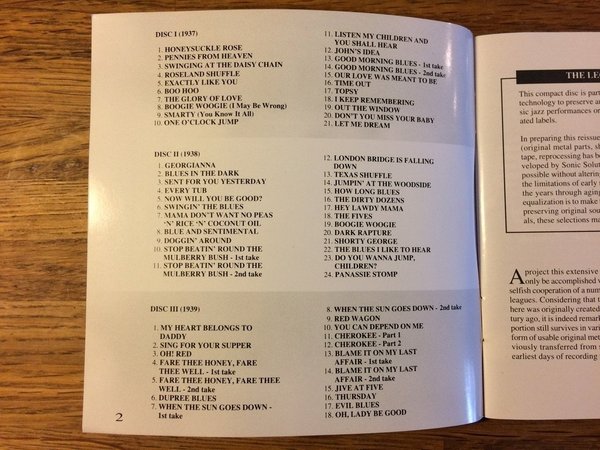 DISC I (1937)
1. HONEYSUCKLE ROSE
2. PENNIES FROM HEAVEN
3. SWINGING AT THE DAISY CHAIN
4. ROSELAND SHUFFLE
5. EXACTLY LIKE YOU
6. BOO HOO
7. THE GLORY OF LOVE
8. BOOGIE WOOGIE (I May Be Wrong)
9. SMARTY (You Know It All)
10. ONE O'CLOCK JUMP
11. LISTEN MY CHILDREN AND
YOU SHALL HEAR
12. JOHN'S IDEA
13. GOOD MORNING BLUES - 1st take
14. GOOD MORNING BLUES - 2nd take
15. OUR LOVE WAS MEANT TO BE
16. TIME OUT
17. TOPSY
18. I KEEP REMEMBERING
19. OUT THE WINDOW
20. DON'T YOU MISS YOUR BABY
21. LET ME DREAM
DISC II (1938)
1. GEORGIANNA
2. BLUES IN THE DARK
3. SENT FOR YOU YESTERDAY
4. EVERY TUB
5. NOW WILL YOU BE GOOD?
6. SWINGIN' THE BLUES
7. MAMA DON'T WANT NO PEAS
'N' RICE 'N' COCONUT OIL
8. BLUE AND SENTIMENTAL
9. DOGGIN' AROUND
10. STOP BEATIN' ROUND THE
MULBERRY BUSH - 1st take
11. STOP BEATIN' ROUND THE
MULBERRY BUSH - 2nd take
12. LONDON BRIDGE IS FALLING
DOWN
13. TEXAS SHUFFLE
14. JUMPIN' AT THE WOODSIDE
15. HOW LONG BLUES
16. THE DIRTY DOZENS
17. HEY LAWDY MAMA
18. THE FIVES
19. BOOGIE WOOGIE
20. DARK RAPTURE
21. SHORTY GEORGE
22. THE BLUES I LIKE TO HEAR
23. DO YOU WANNA JUMP,
CHILDREN?
24. PANASSIE STOMP
DISC III (1939)
1. MY HEART BELONGS TO
DADDY
2. SING FOR YOUR SUPPER
3. OH! RED
4. FARE THEE HONEY, FARE
THEE WELL - 1st take
5. FARE THEE HONEY, FARE THEE
WELL - 2nd take
6. DUPREE BLUES
7. WHEN THE SUN GOES DOWN -
1st take
8. WHEN THE SUN GOES DOWN - 2nd take
9. RED WAGON
10. YOU CAN DEPEND ON ME
11. CHEROKEE - Part 1
12. CHEROKEE - Part 2
13. BLAME IT ON MY LAST
AFFAIR - 1st take
14. BLAME IT ON MY LAST
AFFAIR - 2nd take
15. JIVE AT FIVE
16. THURSDAY
17. EVIL BLUES
18. OH, LADY BE GOOD
2
THE LE
This compact disc is part
technology to preserve an
sic jazz performances on
ated labels.
In preparing this reissue
(original metal parts, sh
tape, reprocessing has be
veloped by Sonic Solut
possible without altering
the limitations of early
the years through aging
equalization is to make
preserving original sour
als, these selections ma
A project this extensive
only be accomplished w
selfish cooperation of a num
leagues. Considering that t
here was originally created
tury ago, it is indeed remark
portion still survives in var
form of usable original met
viously transferred from
earliest days of recording